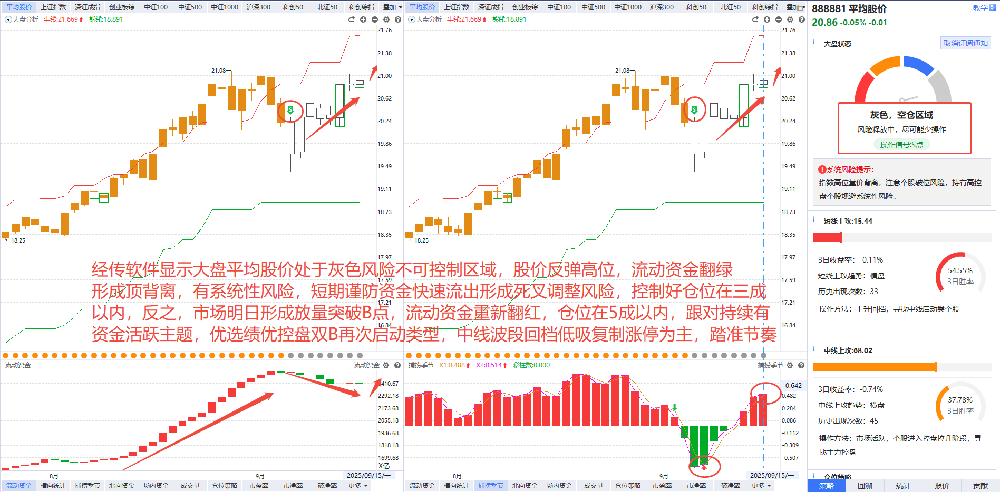 平均股价 上证指数 深证成指 创业板综 中证100 中证500 中证1000 沪深300 科创50 北证50 科创综指 叠加
大盘分析 牛线:21.669 熊线:18.891
21.76
21.38
21.00
20.62
20.24
19.86
19.49
19.11
18.73
18.35
17.97
17.59
17.21
16.84
21.08
18.25
S
流动资金
流动资金
2410.67
2292.18
2173.68
2055.18
1936.68
1818.18
1699.68
X亿
8月 9月 2025/09/15/一
流动资金 横向统计 捕捞季节 北向资金 场内资金 成交量 仓位策略 市盈率 市净率 破净率 更多
平均股价 上证指数 深证成指 创业板综 中证100 中证500 中证1000 沪深300 科创50 北证50 科创综指 叠加
大盘分析 牛线:21.669 熊线:18.891
21.76
21.38
21.00
20.62
20.24
19.86
19.49
19.11
18.73
18.35
17.97
17.59
17.21
16.84
21.08
18.25
S
捕捞季节 X1:0.488 X2:0.514 彩柱数:0.000
捕捞季节
0.642
0.482
0.284
0.086
-0.112
-0.309
-0.507
8月 9月 2025/09/15/一
流动资金 横向统计 捕捞季节 北向资金 场内资金 成交量 仓位策略 市盈率 市净率 破净率 更多
经传软件显示大盘平均股价处于灰色风险不可控制区域，股价反弹高位，流动资金翻绿
形成顶背离，有系统性风险，短期谨防资金快速流出形成死叉调整风险，控制好仓位在三成
以内，反之，市场明日形成放量突破B点，流动资金重新翻红，仓位在5成以内，跟对持续有
资金活跃主题，优选绩优控盘双B再次启动类型，中线波段回档低吸复制涨停为主，踏准节奏
888881 平均股价 教学
20.86 -0.05% -0.01
大盘状态 取消订阅通知
灰色，空仓区域
风险释放中，尽可能少操作
操作信号:S点
系统风险提示：
指数高位量价背离，注意个股破位风险，持有高控
盘个股规避系统性风险。
短线上攻:15.44
3日收益率：-0.11%
短线上攻趋势：横盘
历史出现次数：33
54.55%
3日胜率
操作方法：上升回档，寻找中线启动类个股
中线上攻:68.02
3日收益率：-0.74%
中线上攻趋势：横盘
历史出现次数：45
37.78%
3日胜率
操作方法：市场活跃，个股进入控盘拉升阶段，寻
找主力控盘
仓位策略
策略 回溯 统计 报价 贡献